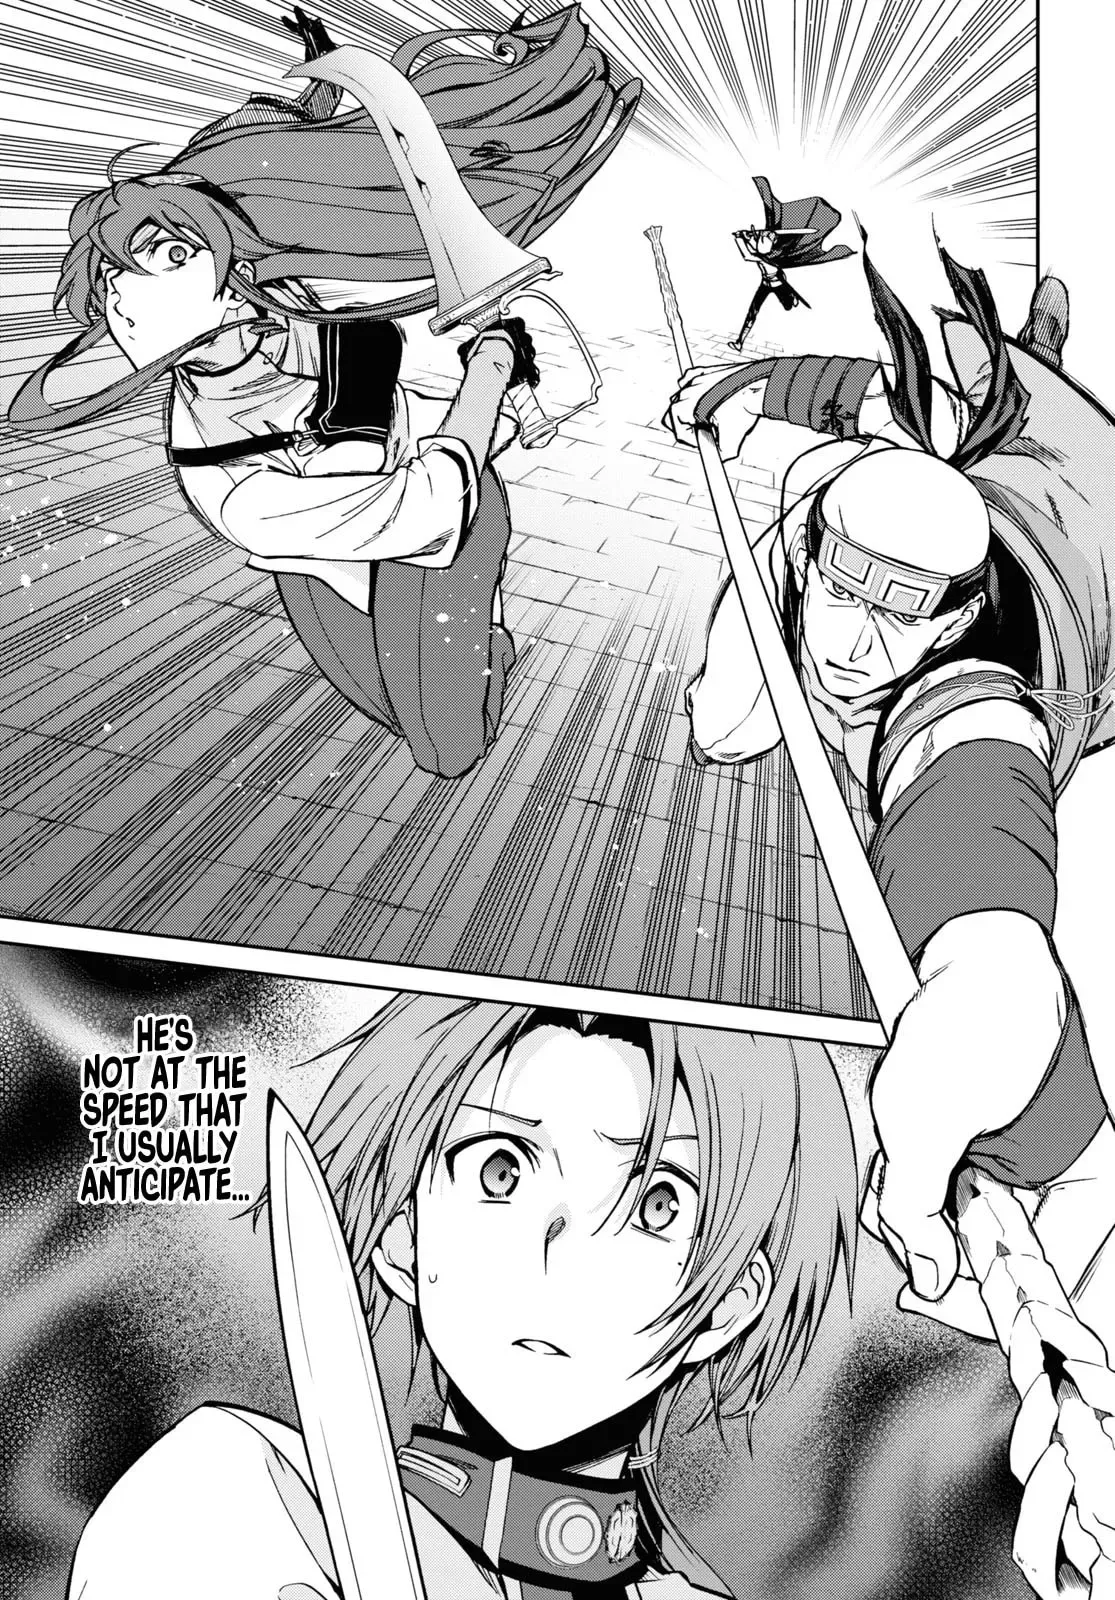 HE'S
NOT AT THE
SPEED THAT
I USUALLY
ANTICIPATE...